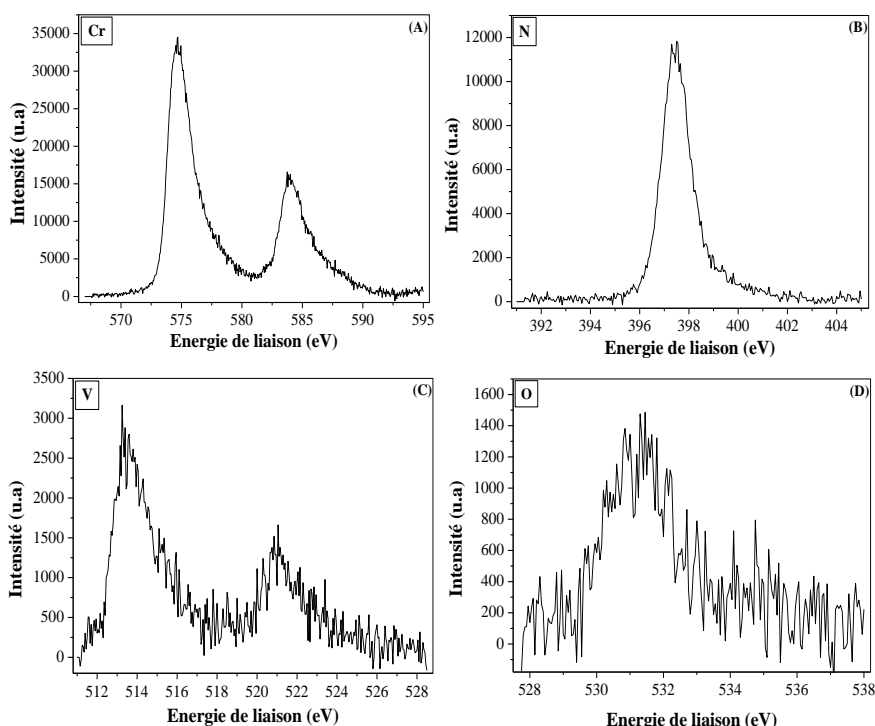 Cr
(A)
35000
30000
25000
20000
15000
10000
5000
0
Intensité (u.a)
570 575 580 585 590 595
Energie de liaison (eV)
N
(B)
12000
10000
8000
6000
4000
2000
0
Intensité (u.a)
392 394 396 398 400 402 404
Energie de liaison (eV)
V
(C)
3500
3000
2500
2000
1500
1000
500
0
Intensité (u.a)
512 514 516 518 520 522 524 526 528
Energie de liaison (eV)
O
(D)
1600
1400
1200
1000
800
600
400
200
0
Intensité (u.a)
528 530 532 534 536 538
Energie de liaison (eV)